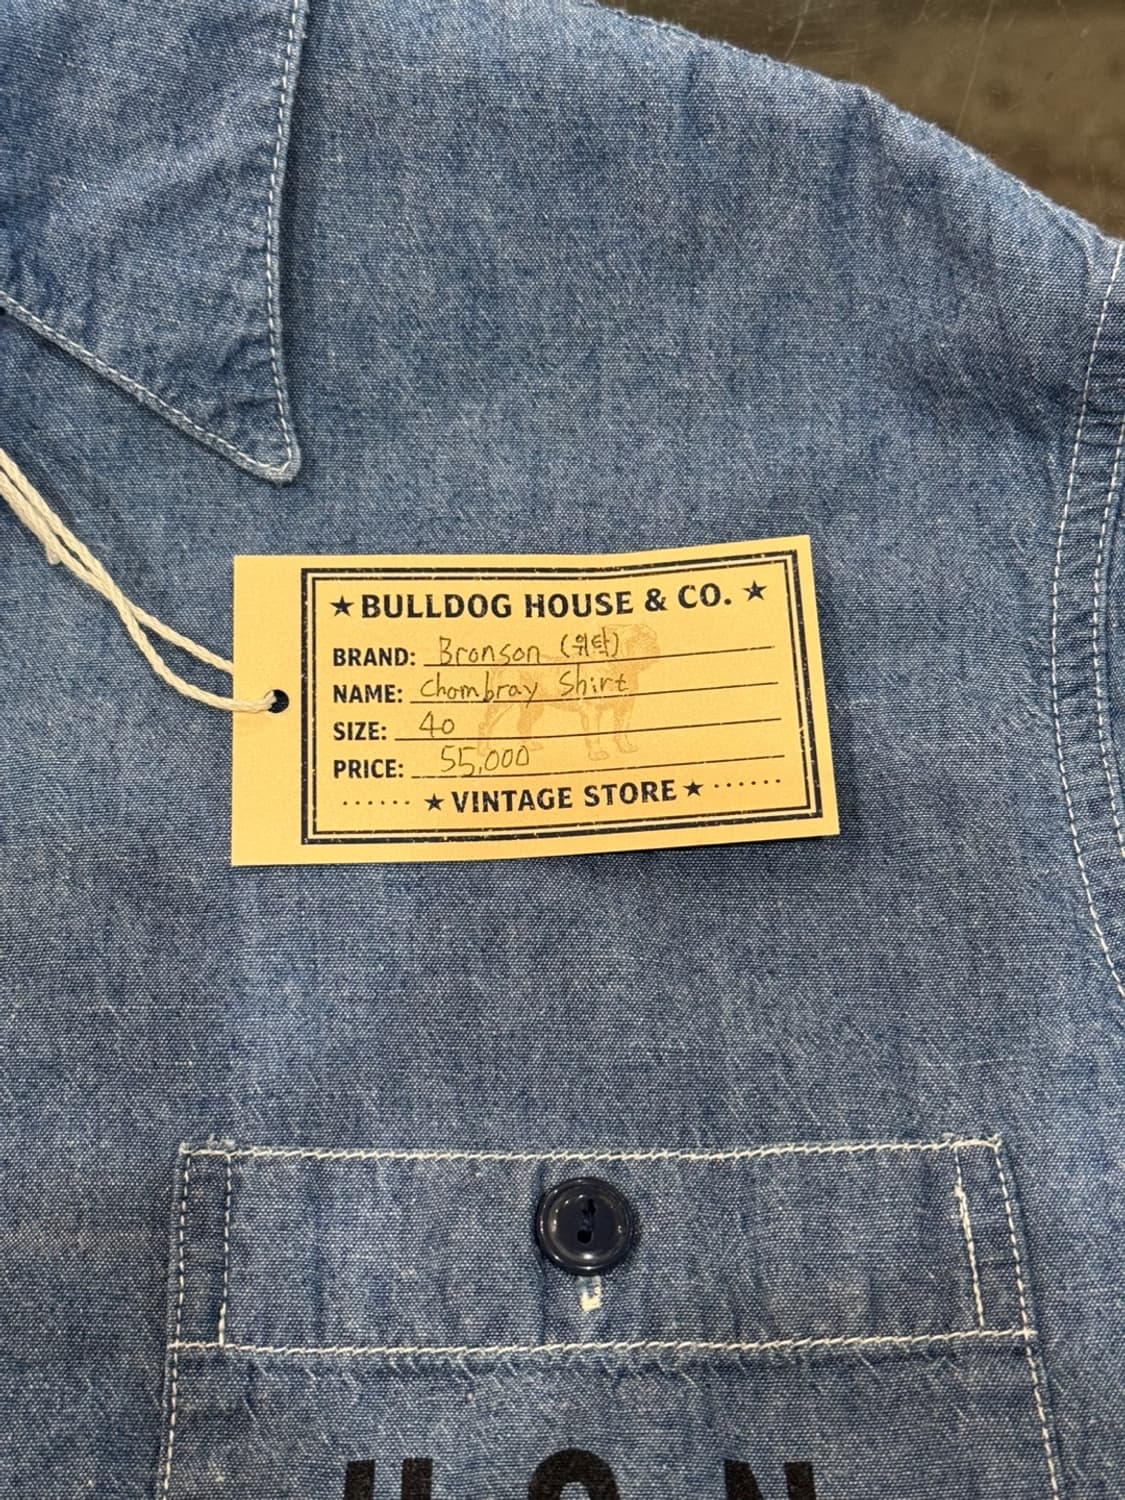 ★BULLDOG HOUSE & CO.★
BRAND: Bronson (위탁)
NAME: Chambray Shirt
SIZE: 40
PRICE: 55,000
······★VINTAGE STORE★······